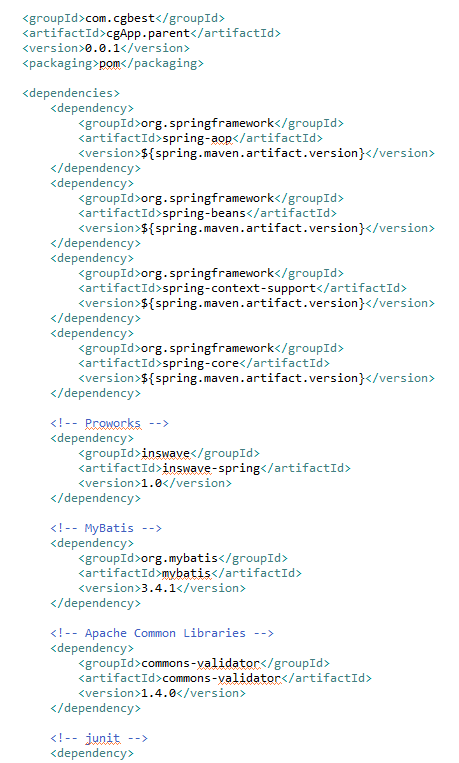 <groupId>com.cgbest</groupId>
<artifactId>cgApp.parent</artifactId>
<version>0.0.1</version>
<packaging>pom</packaging>
<dependencies>
<dependency>
<groupId>org.springframework</groupId>
<artifactId>spring-aop</artifactId>
<version>${spring.maven.artifact.version}</version>
</dependency>
<dependency>
<groupId>org.springframework</groupId>
<artifactId>spring-beans</artifactId>
<version>${spring.maven.artifact.version}</version>
</dependency>
<dependency>
<groupId>org.springframework</groupId>
<artifactId>spring-context-support</artifactId>
<version>${spring.maven.artifact.version}</version>
</dependency>
<dependency>
<groupId>org.springframework</groupId>
<artifactId>spring-core</artifactId>
<version>${spring.maven.artifact.version}</version>
</dependency>
<!-- Proworks -->
<dependency>
<groupId>inswave</groupId>
<artifactId>inswave-spring</artifactId>
<version>1.0</version>
</dependency>
<!-- MyBatis -->
<dependency>
<groupId>org.mybatis</groupId>
<artifactId>mybatis</artifactId>
<version>3.4.1</version>
</dependency>
<!-- Apache Common Libraries -->
<dependency>
<groupId>commons-validator</groupId>
<artifactId>commons-validator</artifactId>
<version>1.4.0</version>
</dependency>
<!-- junit -->
<dependency>